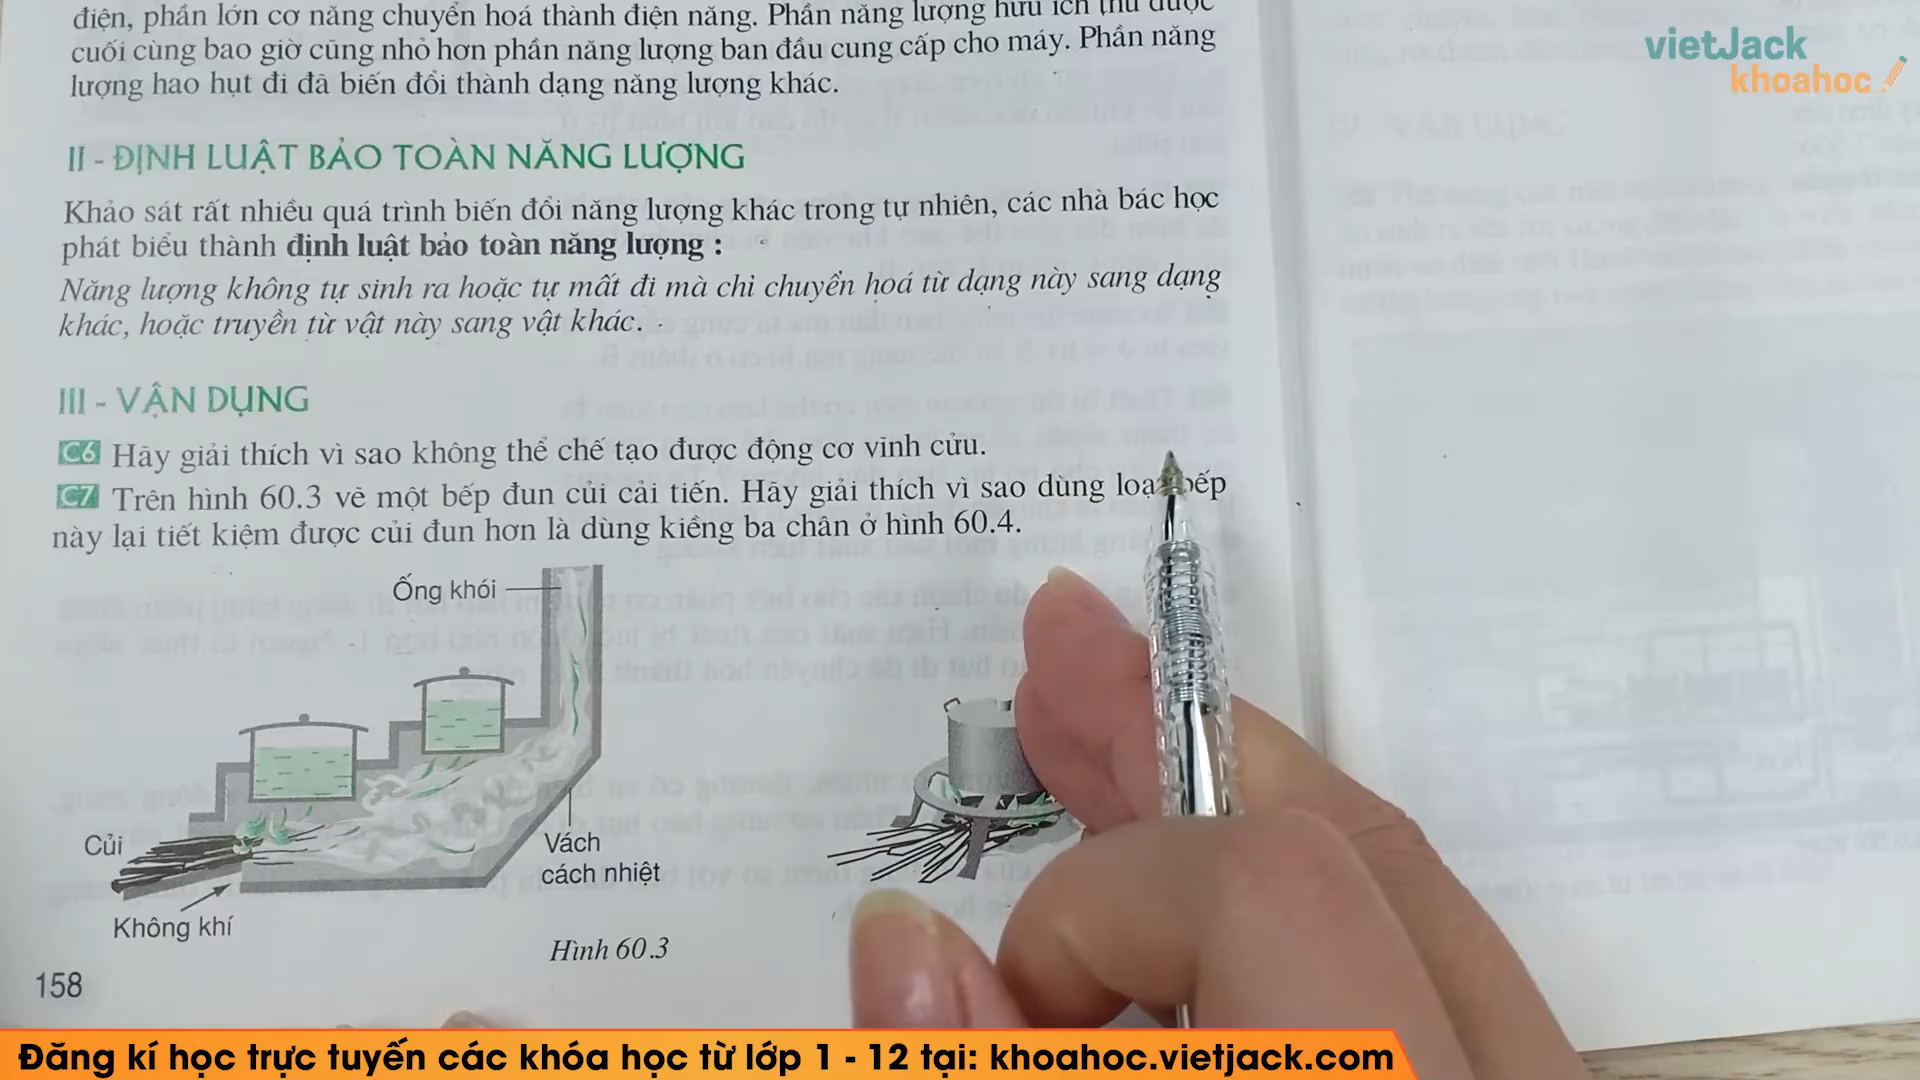 điện, phần lớn cơ năng chuyển hoá thành điện năng. Phần năng lượng hữu ích thu được
cuối cùng bao giờ cũng nhỏ hơn phần năng lượng ban đầu cung cấp cho máy. Phần năng
lượng hao hụt đi đã biến đổi thành dạng năng lượng khác.
vietJack
khoahoc
II - ĐỊNH LUẬT BẢO TOÀN NĂNG LƯỢNG
Khảo sát rất nhiều quá trình biến đổi năng lượng khác trong tự nhiên, các nhà bác học
phát biểu thành định luật bảo toàn năng lượng :
Năng lượng không tự sinh ra hoặc tự mất đi mà chỉ chuyển hoá từ dạng này sang dạng
khác, hoặc truyền từ vật này sang vật khác.
III - VẬN DỤNG
C6 Hãy giải thích vì sao không thể chế tạo được động cơ vĩnh cửu.
C7 Trên hình 60.3 vẽ một bếp đun củi cải tiến. Hãy giải thích vì sao dùng loại bếp
này lại tiết kiệm được củi đun hơn là dùng kiềng ba chân ở hình 60.4.
Ống khói
Củi
Vách
cách nhiệt
Không khí
Hình 60.3
158
Đăng kí học trực tuyến các khóa học từ lớp 1 - 12 tại: khoahoc.vietjack.com